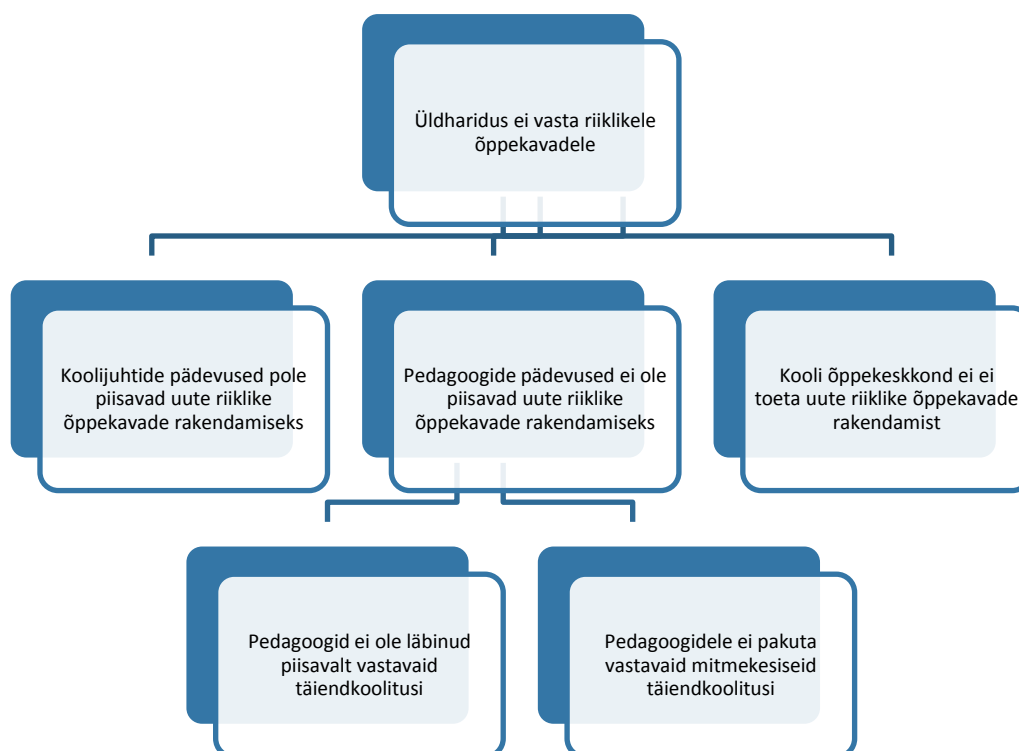 Üldharidus ei vasta riiklikele
õppekavadele
Koolijuhtide pädevused pole
piisavad uute riiklike
õppekavade rakendamiseks
Pedagoogide pädevused ei ole
piisavad uute riiklike
õppekavade rakendamiseks
Kooli õppekeskkond ei ei
toeta uute riiklike õppekavade
rakendamist
Pedagoogid ei ole läbinud
piisavalt vastavaid
täiendkoolitusi
Pedagoogidele ei pakuta
vastavaid mitmekesiseid
täiendkoolitusi